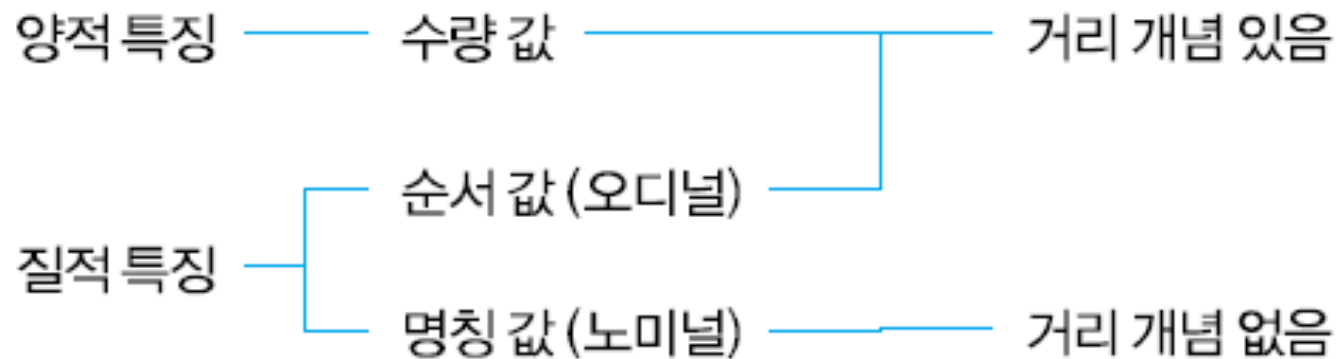 양적 특징 수량 값 거리 개념 있음
순서 값 (오디널)
질적 특징
명칭 값 (노미널) 거리 개념 없음